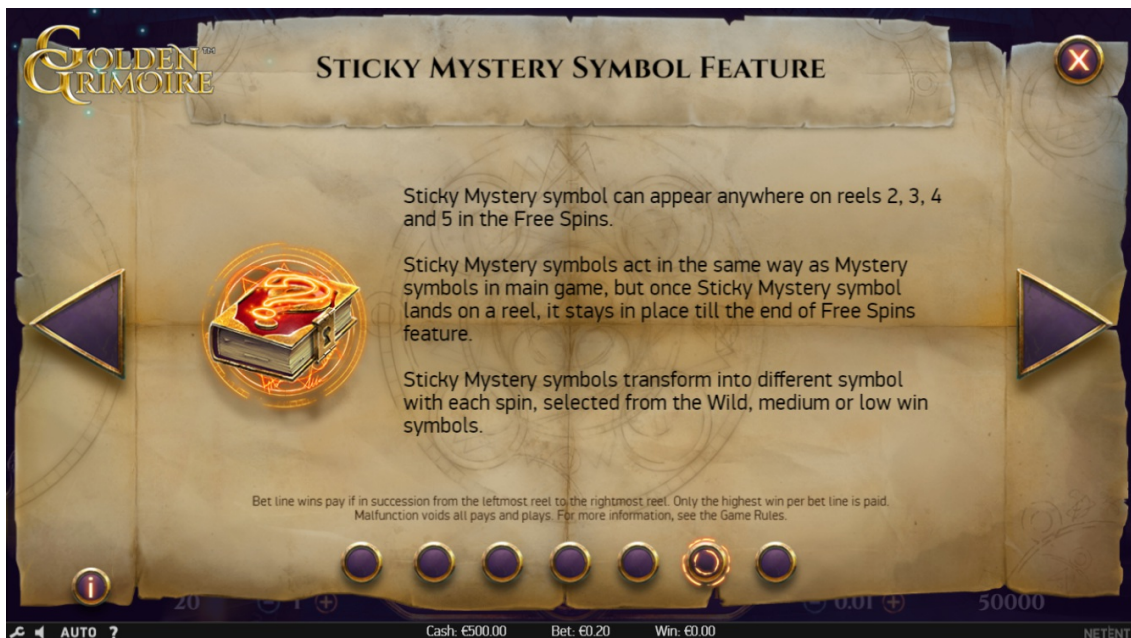 GOLDEN GRIMOIRE™
STICKY MYSTERY SYMBOL FEATURE
X
Sticky Mystery symbol can appear anywhere on reels 2, 3, 4
and 5 in the Free Spins.
Sticky Mystery symbols act in the same way as Mystery
symbols in main game, but once Sticky Mystery symbol
lands on a reel, it stays in place till the end of Free Spins
feature.
Sticky Mystery symbols transform into different symbol
with each spin, selected from the Wild, medium or low win
symbols.
Bet line wins pay if in succession from the leftmost reel to the rightmost reel. Only the highest win per bet line is paid.
Malfunction voids all pays and plays. For more information, see the Game Rules.
i
20 1 0.01 50000
AUTO ? Cash: €500.00 Bet: €0.20 Win: €0.00 NETENT